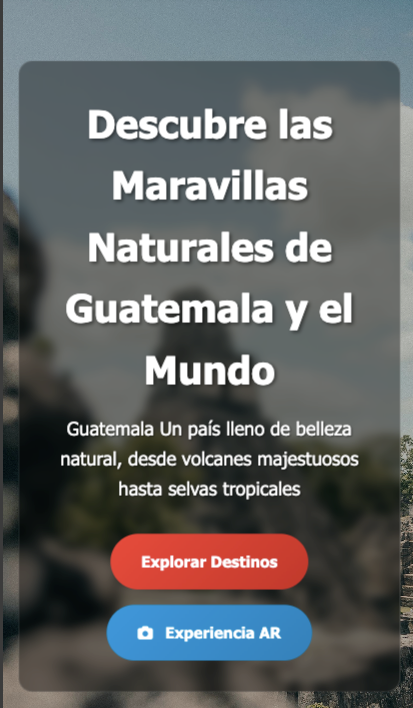 Descubre las
Maravillas
Naturales de
Guatemala y el
Mundo
Guatemala Un país lleno de belleza
natural, desde volcanes majestuosos
hasta selvas tropicales
Explorar Destinos
Experiencia AR